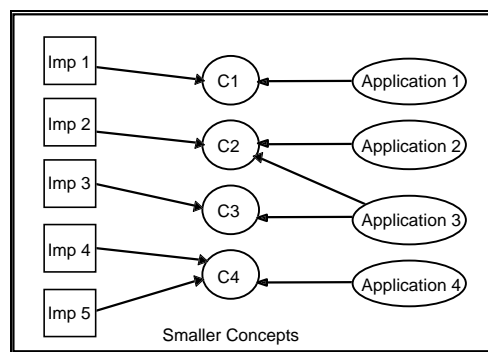 Imp 1
C1
Application 1
Imp 2
C2
Application 2
Imp 3
C3
Application 3
Imp 4
C4
Application 4
Imp 5
Smaller Concepts